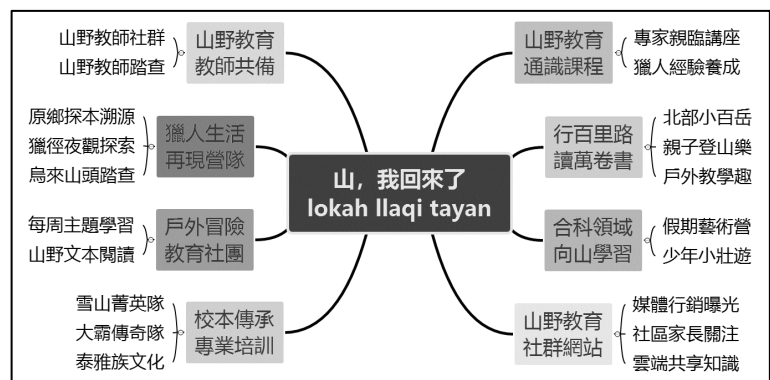 山，我回來了
lokah llaqi tayan
山野教育
教師共備
山野教師社群
山野教師踏查
獵人生活
再現營隊
原鄉探本溯源
獵徑夜觀探索
烏來山頭踏查
戶外冒險
教育社團
每周主題學習
山野文本閱讀
校本傳承
專業培訓
雪山菁英隊
大霸傳奇隊
泰雅族文化
山野教育
通識課程
專家親臨講座
獵人經驗養成
行百里路
讀萬卷書
北部小百岳
親子登山樂
戶外教學趣
合科領域
向山學習
假期藝術營
少年小壯遊
山野教育
社群網站
媒體行銷曝光
社區家長關注
雲端共享知識